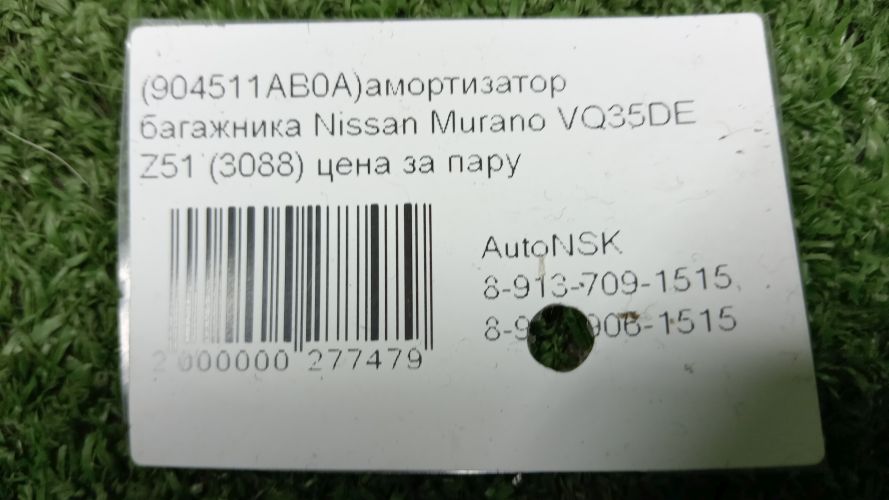 (904511AB0A)амортизатор
багажника Nissan Murano VQ35DE
Z51 (3088) цена за пару
AutoNSK
8-913-709-1515,
2 000000 277479